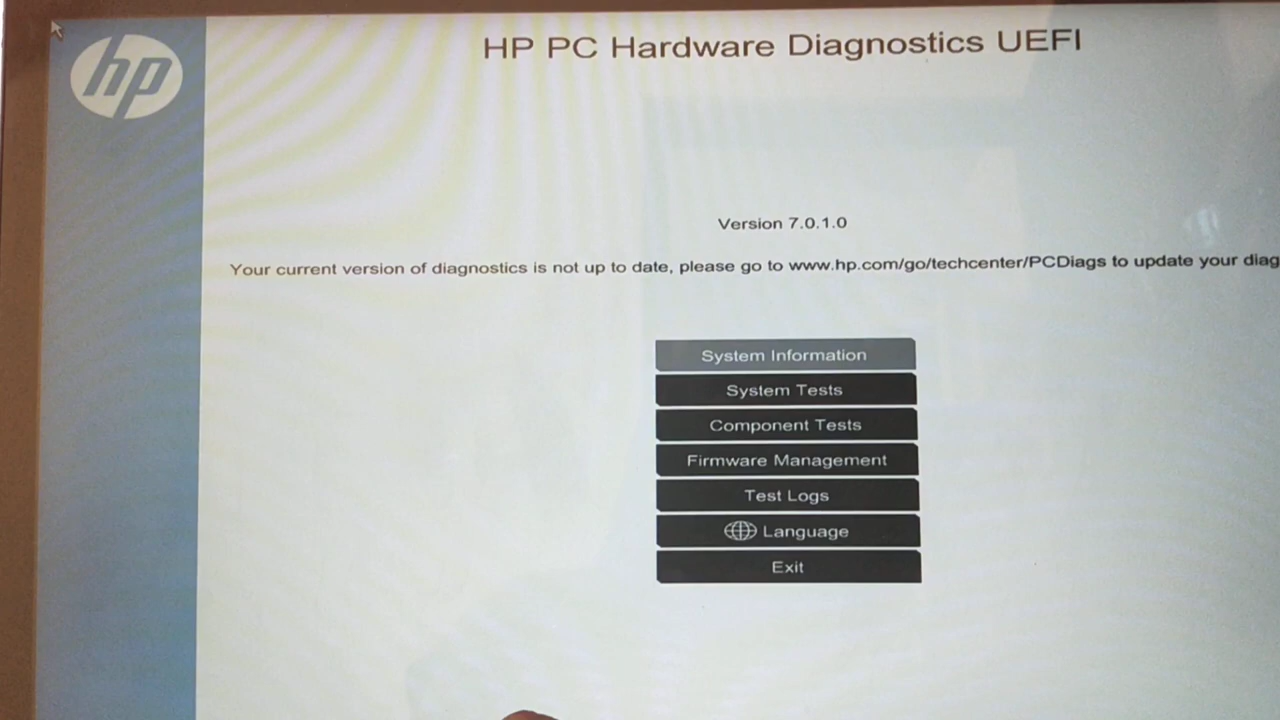 hp
HP PC Hardware Diagnostics UEFI
Version 7.0.1.0
Your current version of diagnostics is not up to date, please go to www.hp.com/go/techcenter/PCDiags to update your diag
System Information
System Tests
Component Tests
Firmware Management
Test Logs
Language
Exit